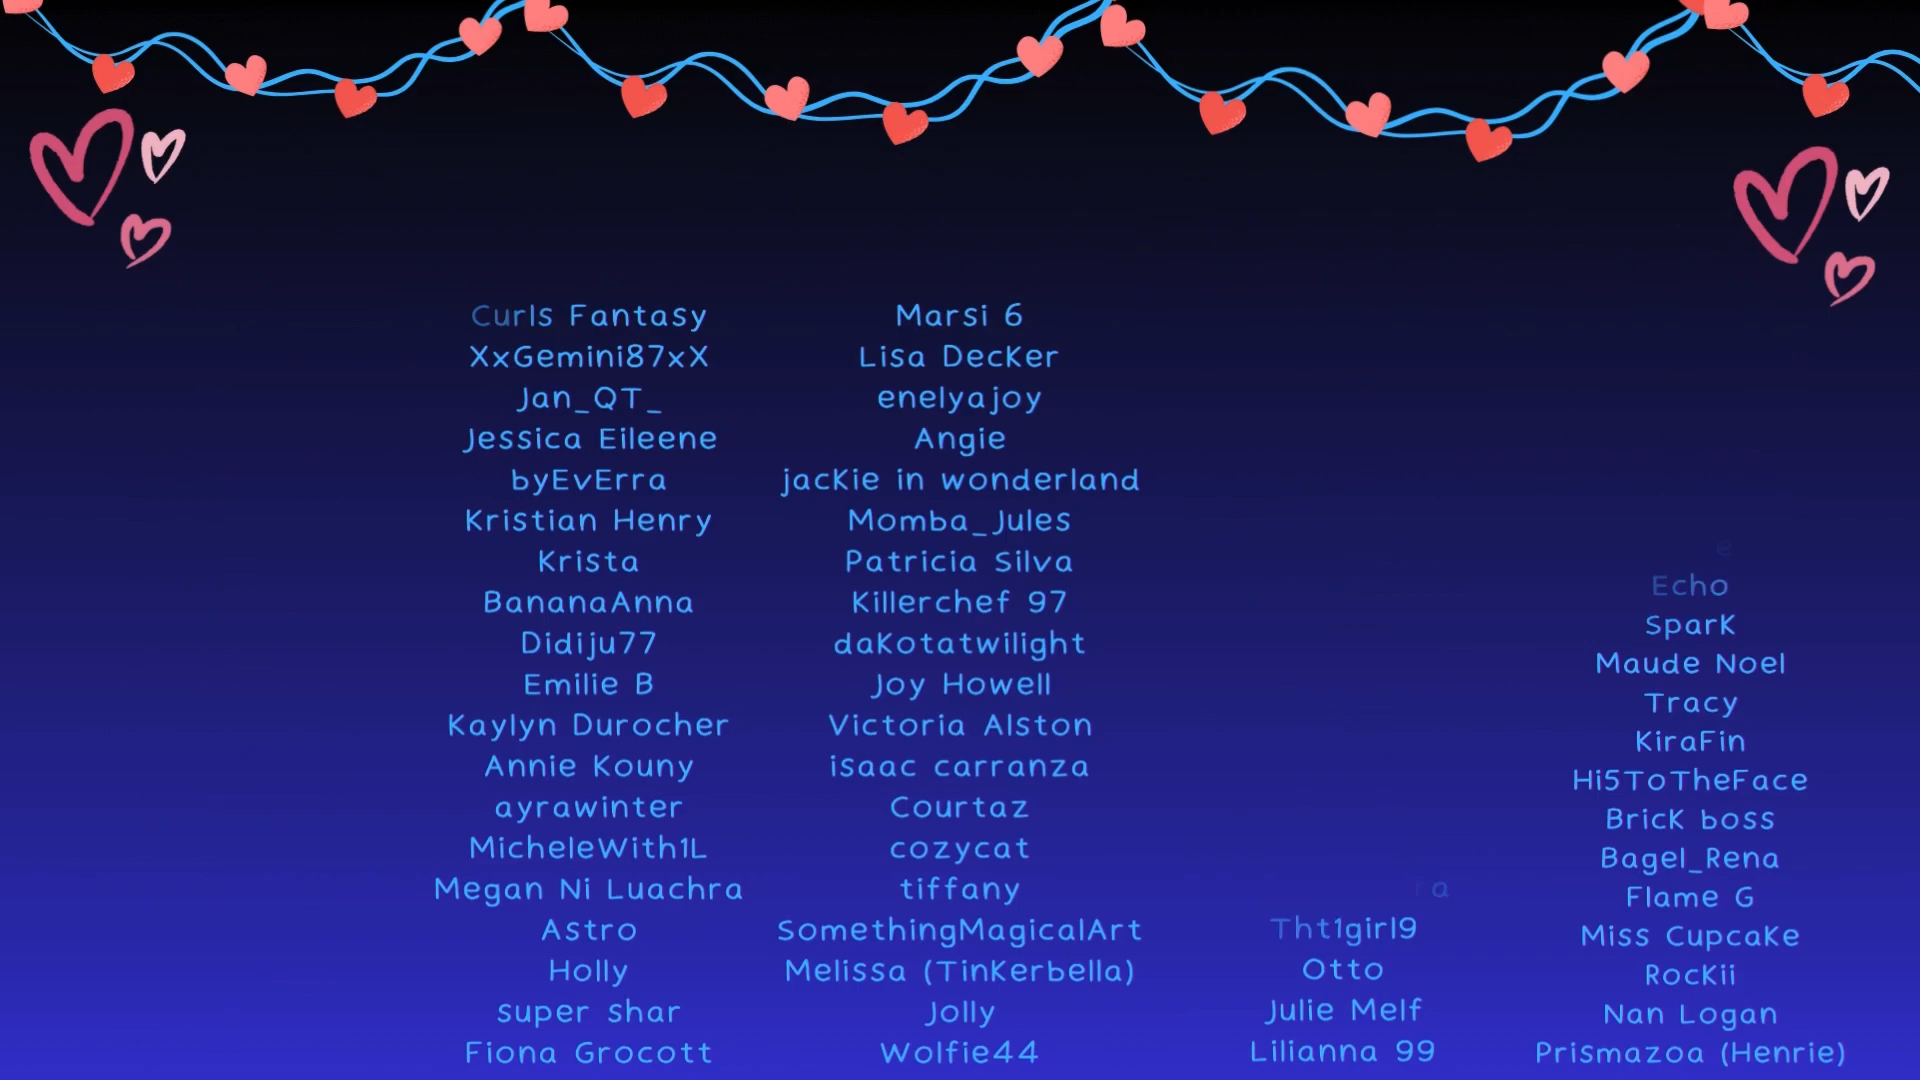 Curls Fantasy
XxGemini87xX
Jan_QT_
Jessica Eileene
byEvErra
Kristian Henry
Krista
BananaAnna
Didiju77
Emilie B
Kaylyn Durocher
Annie Kouny
ayrawinter
MicheleWith1L
Megan Ni Luachra
Astro
Holly
super shar
Fiona Grocott
Marsi 6
Lisa Decker
enelyajoy
Angie
jackie in wonderland
Momba_Jules
Patricia Silva
Killerchef 97
dakotatwilight
Joy Howell
Victoria Alston
isaac carranza
Courtaz
cozycat
tiffany
SomethingMagicalArt
Melissa (Tinkerbella)
Jolly
Wolfie44
Tht1girl9
Otto
Julie Melf
Lilianna 99
Echo
Spark
Maude Noel
Tracy
KiraFin
Hi5ToTheFace
Brick boss
Bagel_Rena
Flame G
Miss Cupcake
Rockii
Nan Logan
Prismazoa (Henrie)